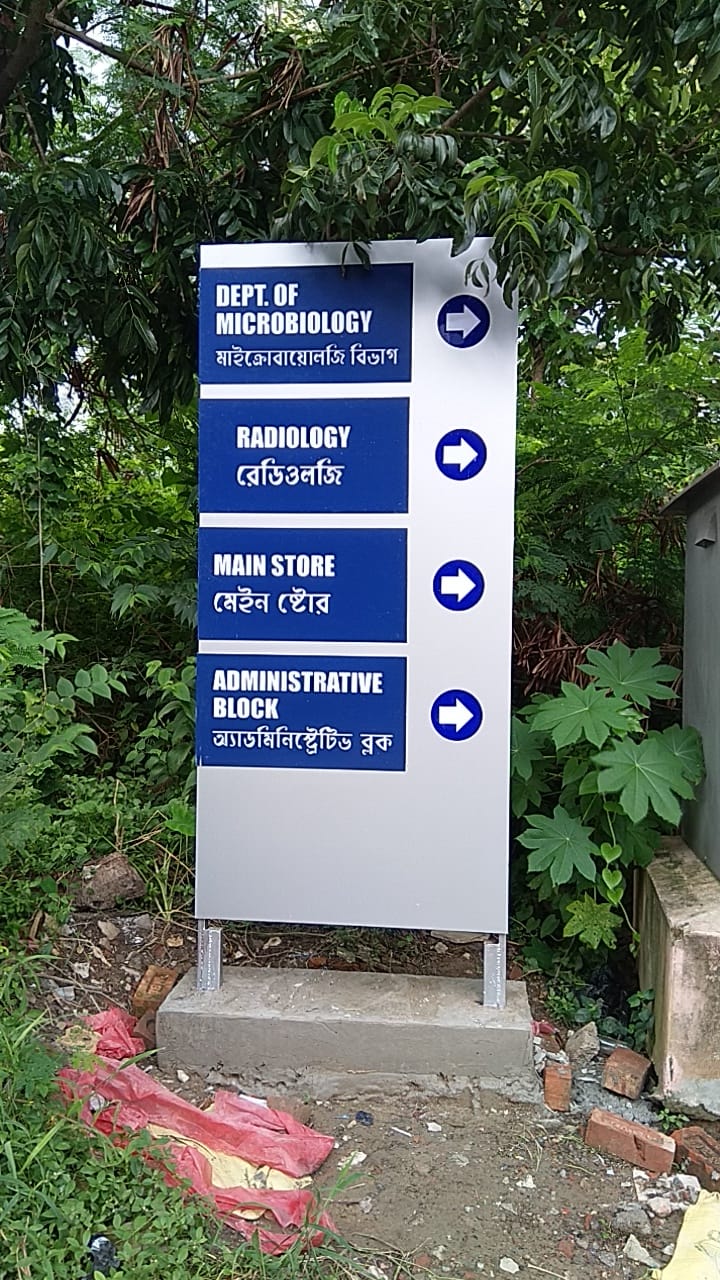 DEPT. OF
MICROBIOLOGY
মাইক্রোবায়োলজি বিভাগ
RADIOLOGY
রেডিওলজি
MAIN STORE
মেইন ষ্টোর
ADMINISTRATIVE
BLOCK
অ্যাডমিনিস্ট্রেটিভ ব্লক